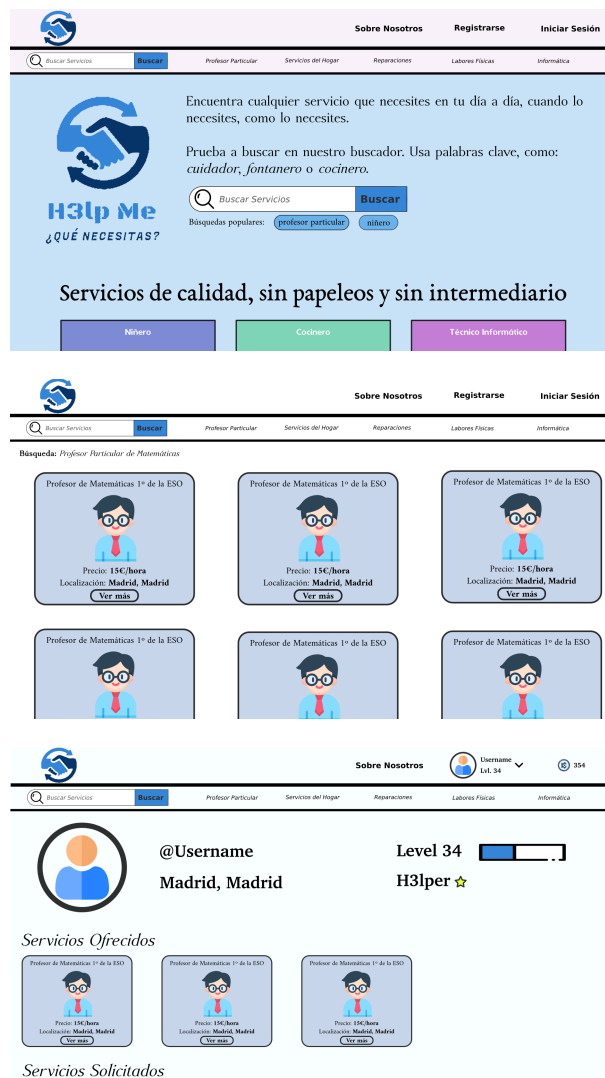 Sobre Nosotros Registrarse Iniciar Sesión
Buscar Servicios Buscar Profesor Particular Servicios del Hogar Reparaciones Labores Físicas Informática
Encuentra cualquier servicio que necesites en tu día a día, cuando lo
necesites, como lo necesites.
Prueba a buscar en nuestro buscador. Usa palabras clave, como:
cuidador, fontanero o cocinero.
Buscar Servicios Buscar
Búsquedas populares: profesor particular niñero
H3lp Me
¿QUÉ NECESITAS?
Servicios de calidad, sin papeleos y sin intermediario
Niñero Cocinero Técnico Informático
Sobre Nosotros Registrarse Iniciar Sesión
Buscar Servicios Buscar Profesor Particular Servicios del Hogar Reparaciones Labores Físicas Informática
Búsqueda: Profesor Particular de Matemáticas
Profesor de Matemáticas 1º de la ESO
Precio: 15€/hora
Localización: Madrid, Madrid
Ver más
Profesor de Matemáticas 1º de la ESO
Precio: 15€/hora
Localización: Madrid, Madrid
Ver más
Profesor de Matemáticas 1º de la ESO
Precio: 15€/hora
Localización: Madrid, Madrid
Ver más
Profesor de Matemáticas 1º de la ESO
Profesor de Matemáticas 1º de la ESO
Profesor de Matemáticas 1º de la ESO
Sobre Nosotros
Username
Lvl. 34
354
Buscar Servicios Buscar Profesor Particular Servicios del Hogar Reparaciones Labores Físicas Informática
@Username
Madrid, Madrid
Level 34
H3lper
Servicios Ofrecidos
Profesor de Matemáticas 1º de la ESO
Precio: 15€/hora
Localización: Madrid, Madrid
Ver más
Profesor de Matemáticas 1º de la ESO
Precio: 15€/hora
Localización: Madrid, Madrid
Ver más
Profesor de Matemáticas 1º de la ESO
Precio: 15€/hora
Localización: Madrid, Madrid
Ver más
Servicios Solicitados